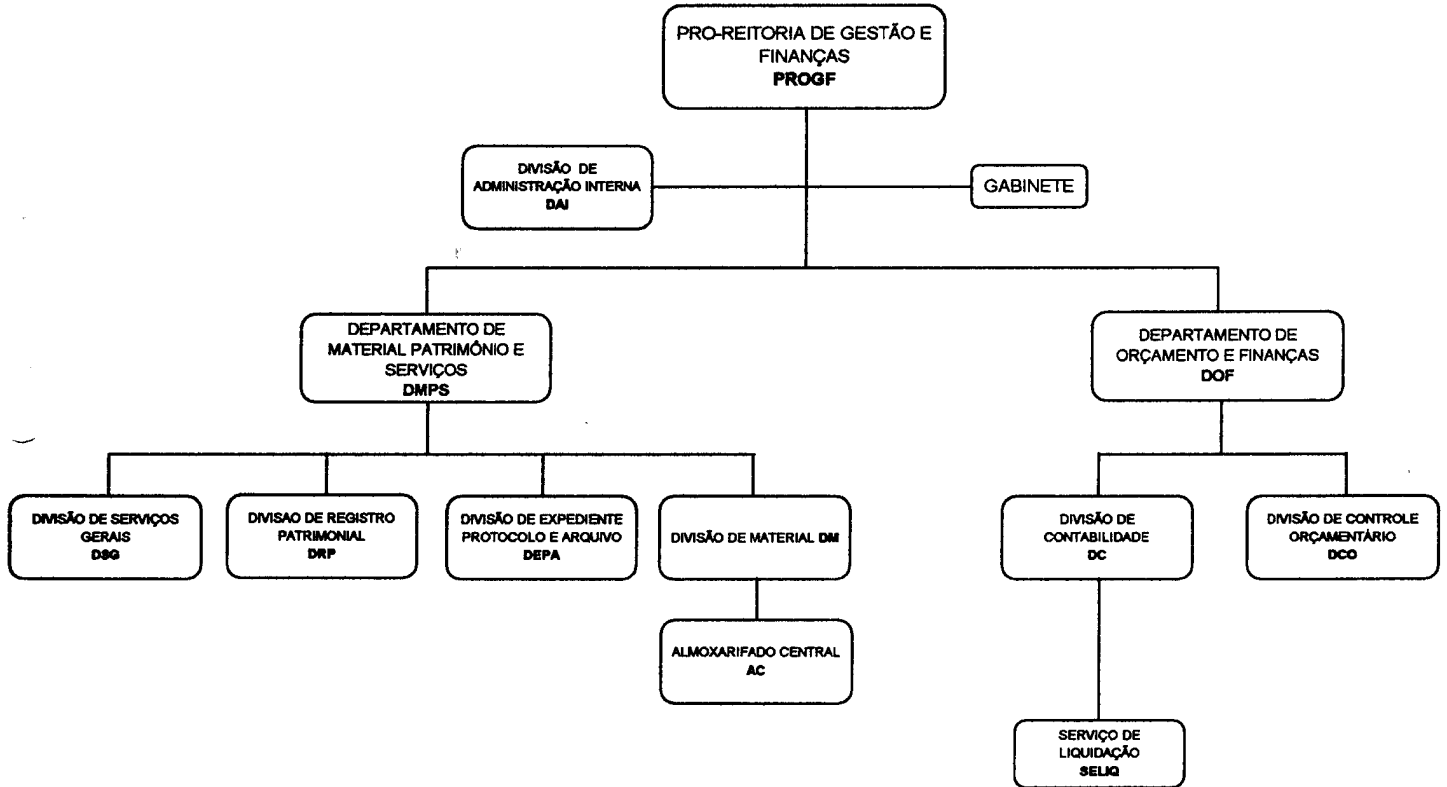 PRO-REITORIA DE GESTÃO E
FINANÇAS
PROGF
DIVISÃO DE
ADMINISTRAÇÃO INTERNA
DAI
GABINETE
DEPARTAMENTO DE
MATERIAL PATRIMÔNIO E
SERVIÇOS
DMPS
DEPARTAMENTO DE
ORÇAMENTO E FINANÇAS
DOF
DIVISÃO DE SERVIÇOS
GERAIS
DSG
DIVISAO DE REGISTRO
PATRIMONIAL
DRP
DIVISÃO DE EXPEDIENTE
PROTOCOLO E ARQUIVO
DEPA
DIVISÃO DE MATERIAL DM
DIVISÃO DE
CONTABILIDADE
DC
DIVISÃO DE CONTROLE
ORÇAMENTÁRIO
DCO
ALMOXARIFADO CENTRAL
AC
SERVIÇO DE
LIQUIDAÇÃO
SELIQ